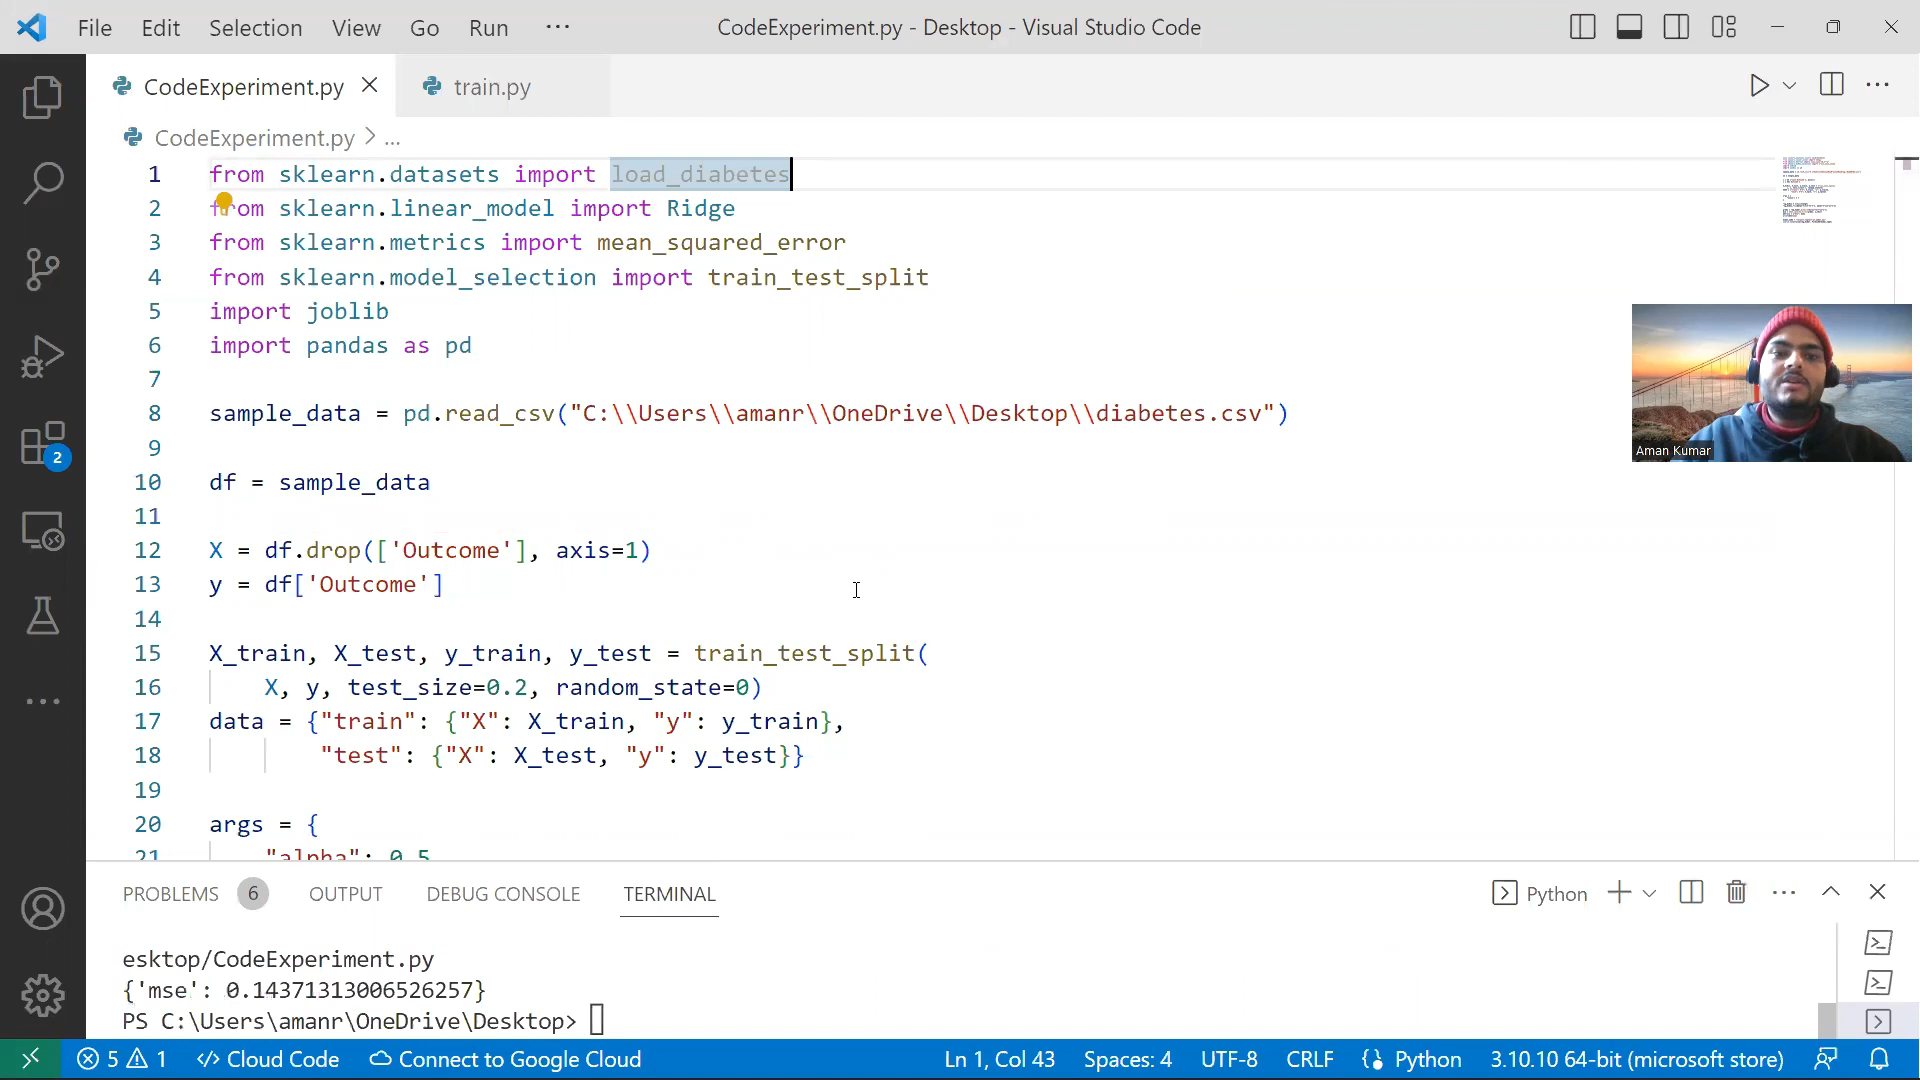 File Edit Selection View Go Run ··· CodeExperiment.py - Desktop - Visual Studio Code
CodeExperiment.py train.py
CodeExperiment.py > ...
1 from sklearn.datasets import load_diabetes
2 from sklearn.linear_model import Ridge
3 from sklearn.metrics import mean_squared_error
4 from sklearn.model_selection import train_test_split
5 import joblib
6 import pandas as pd
7
8 sample_data = pd.read_csv("C:\\Users\\amanr\\OneDrive\\Desktop\\diabetes.csv")
9
10 df = sample_data
11
12 X = df.drop(['Outcome'], axis=1)
13 y = df['Outcome']
14
15 X_train, X_test, y_train, y_test = train_test_split(
16 X, y, test_size=0.2, random_state=0)
17 data = {"train": {"X": X_train, "y": y_train},
18 "test": {"X": X_test, "y": y_test}}
19
20 args = {
21 "alpha": 0.5
Aman Kumar
2
PROBLEMS 6 OUTPUT DEBUG CONSOLE TERMINAL Python
esktop/CodeExperiment.py
{'mse': 0.14371313006526257}
PS C:\Users\amanr\OneDrive\Desktop>
5 1 </> Cloud Code Connect to Google Cloud Ln 1, Col 43 Spaces: 4 UTF-8 CRLF Python 3.10.10 64-bit (microsoft store)